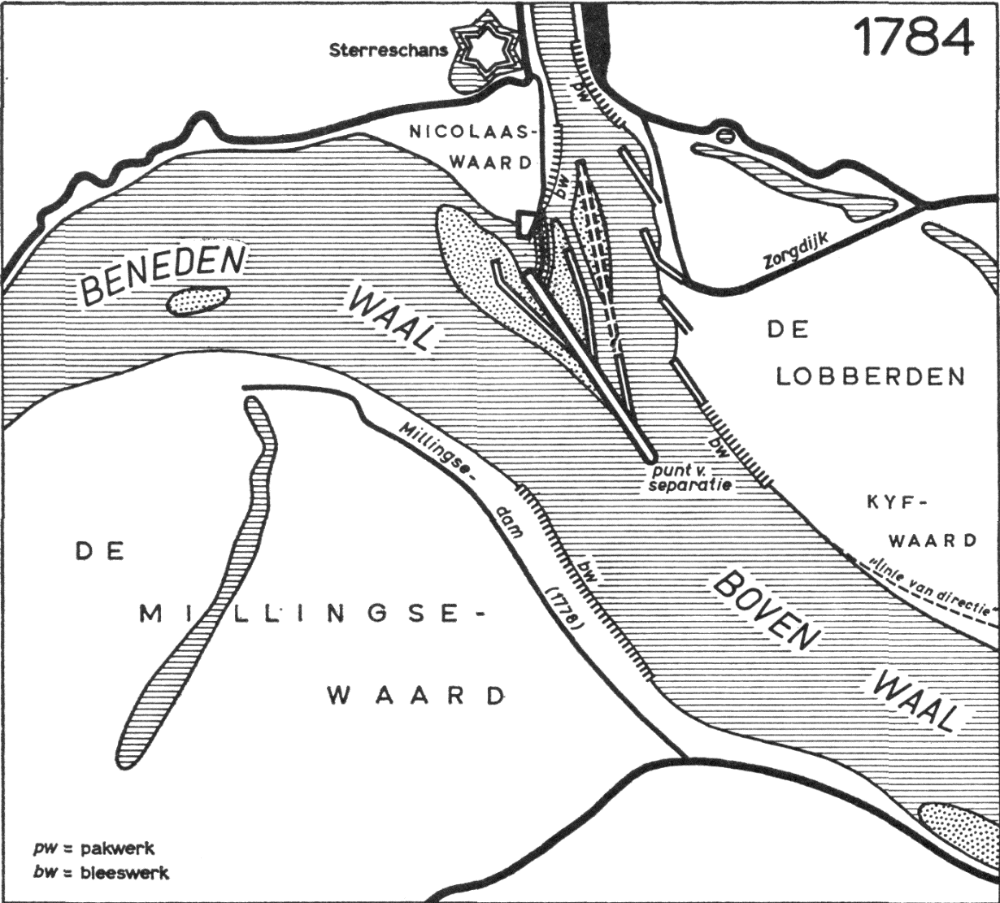 1784
Sterreschans
pw
NICOLAAS-
WAARD
bw
Zorgdijk
BENEDEN
WAAL
DE
LOBBERDEN
Millingse-
dam
(1778)
bw
punt v.
separatie
KYF-
WAARD
"linie van directie"
DE
MILLINGSE-
WAARD
bw
BOVEN
WAAL
pw = pakwerk
bw = bleeswerk